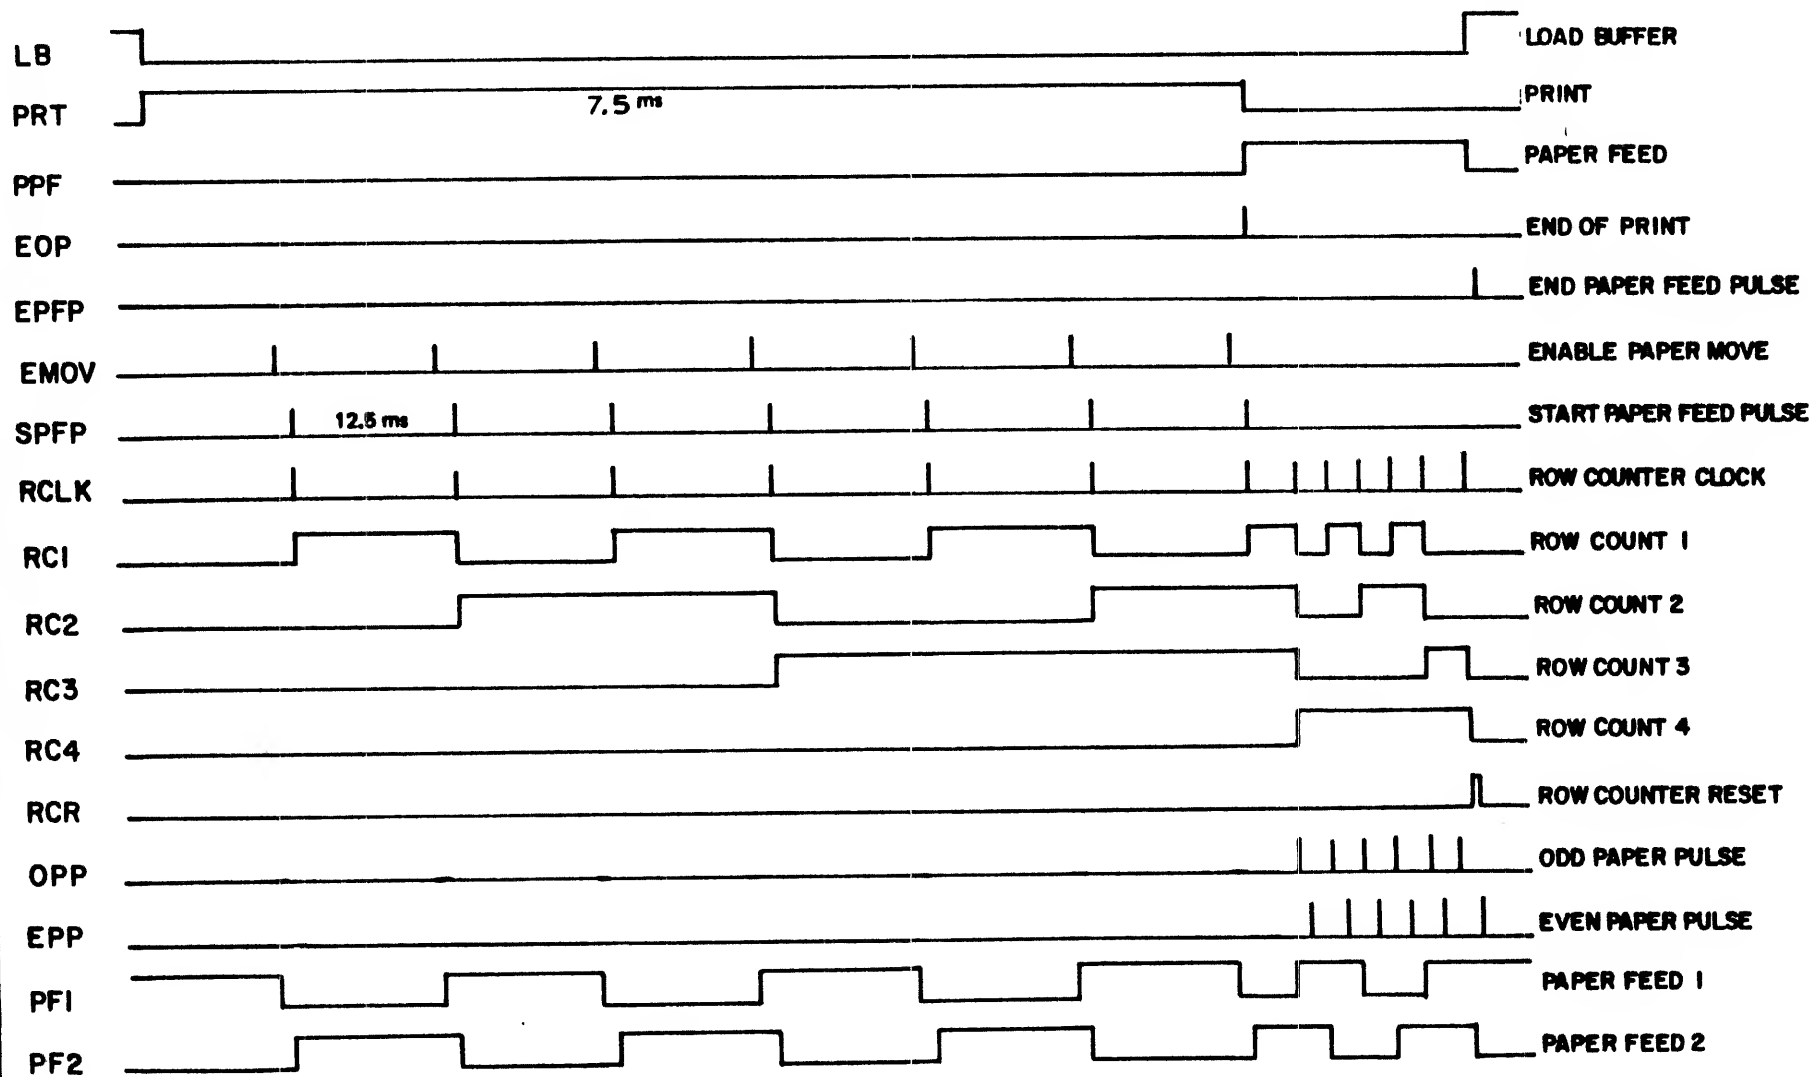 LB LOAD BUFFER
PRT 7.5 ms PRINT
PPF PAPER FEED
EOP END OF PRINT
EPFP END PAPER FEED PULSE
EMOV ENABLE PAPER MOVE
SPFP 12.5 ms START PAPER FEED PULSE
RCLK ROW COUNTER CLOCK
RC1 ROW COUNT 1
RC2 ROW COUNT 2
RC3 ROW COUNT 3
RC4 ROW COUNT 4
RCR ROW COUNTER RESET
OPP ODD PAPER PULSE
EPP EVEN PAPER PULSE
PF1 PAPER FEED 1
PF2 PAPER FEED 2